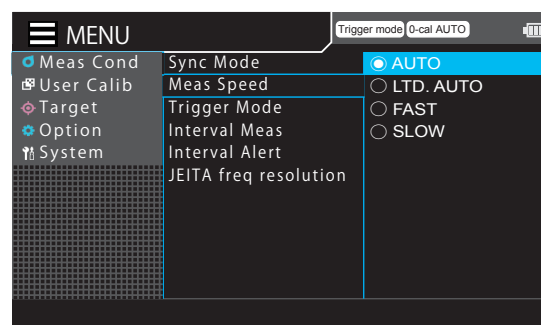 MENU
Trigger mode 0-cal AUTO
Meas Cond
User Calib
Target
Option
System
Sync Mode
Meas Speed
Trigger Mode
Interval Meas
Interval Alert
JEITA freq resolution
AUTO
LTD. AUTO
FAST
SLOW